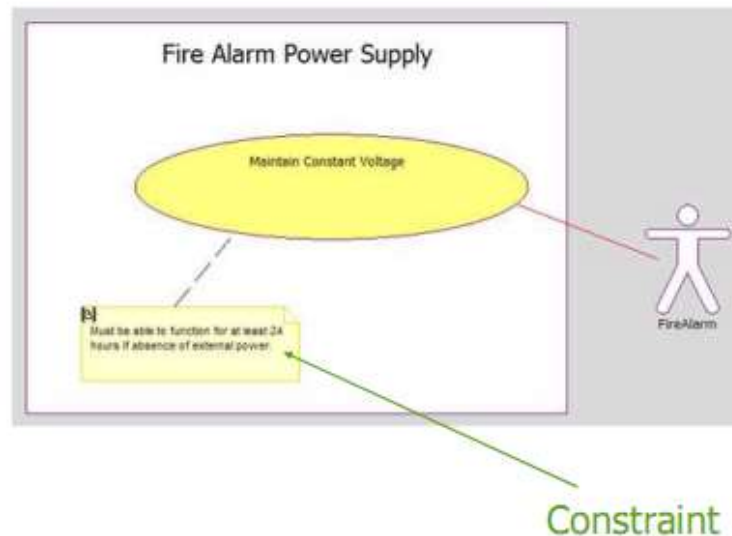 Fire Alarm Power Supply
Maintain Constant Voltage
Must be able to function for at least 24
hours if absence of external power.
FireAlarm
Constraint